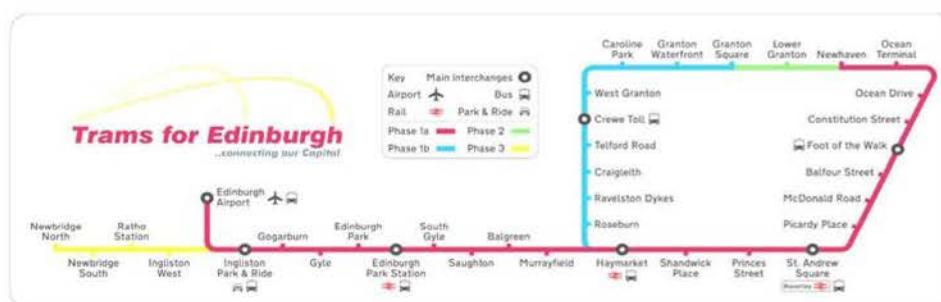 Trams for Edinburgh
...connecting our Capital
Key Main Interchanges
Airport Bus
Rail Park & Ride
Phase 1a Phase 2
Phase 1b Phase 3
Caroline
Park
Granton
Waterfront
Granton
Square
Lower
Granton
Newhaven
Ocean
Terminal
West Granton
Crewe Toll
Telford Road
Craigleith
Ravelston Dykes
Roseburn
Ocean Drive
Constitution Street
Foot of the Walk
Balfour Street
McDonald Road
Picardy Place
Edinburgh
Airport
Newbridge
North
Newbridge
South
Ratho
Station
Ingliston
West
Ingliston
Park & Ride
Gogarburn
Gyle
Edinburgh
Park
Edinburgh
Park Station
South
Gyle
Saughton
Balgreen
Murrayfield
Haymarket
Shandwick
Place
Princes
Street
St. Andrew
Square
Waverley